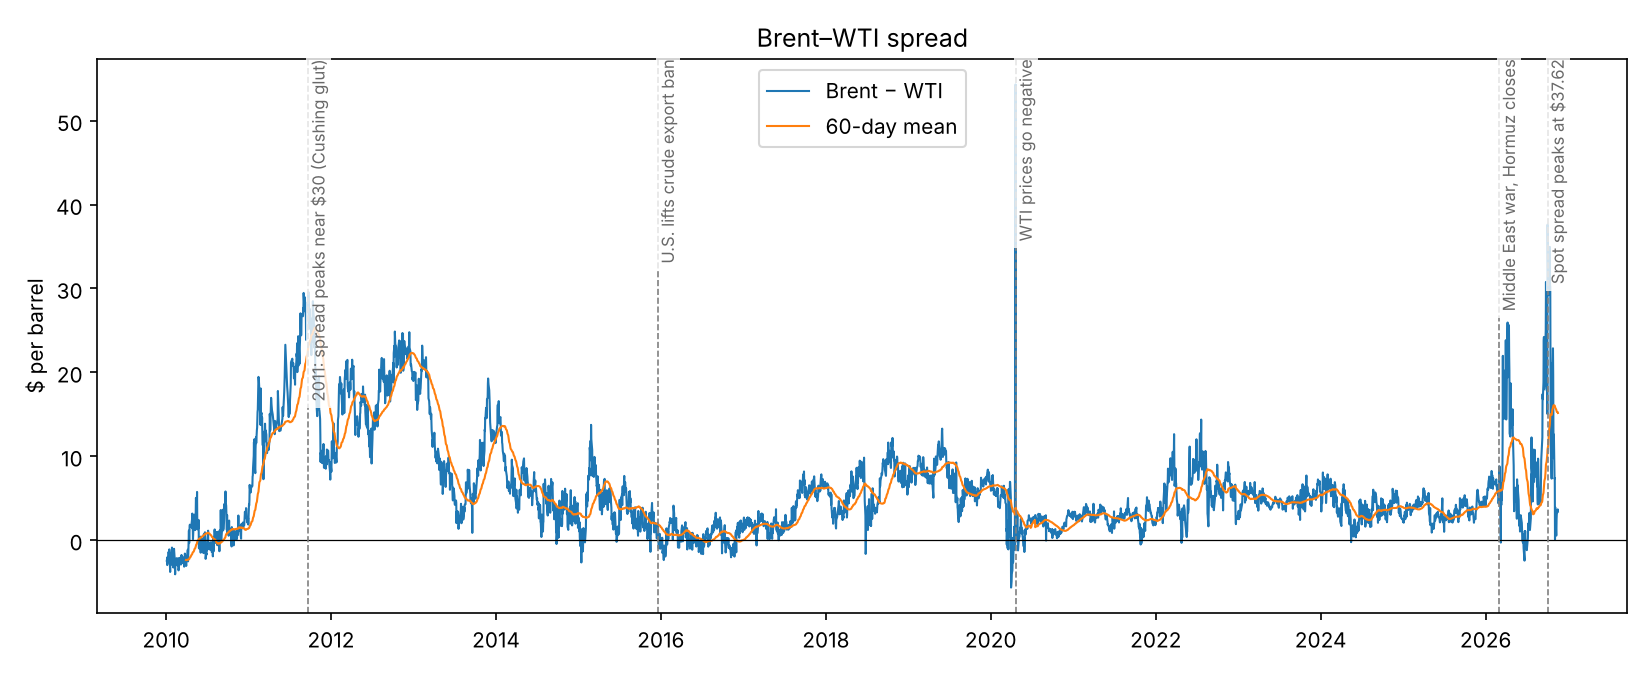 Brent–WTI spread
Brent − WTI
60-day mean
2011: spread peaks near $30 (Cushing glut)
U.S. lifts crude export ban
WTI prices go negative
Middle East war, Hormuz closes
Spot spread peaks at $37.62
$ per barrel
50
40
30
20
10
0
2010
2012
2014
2016
2018
2020
2022
2024
2026